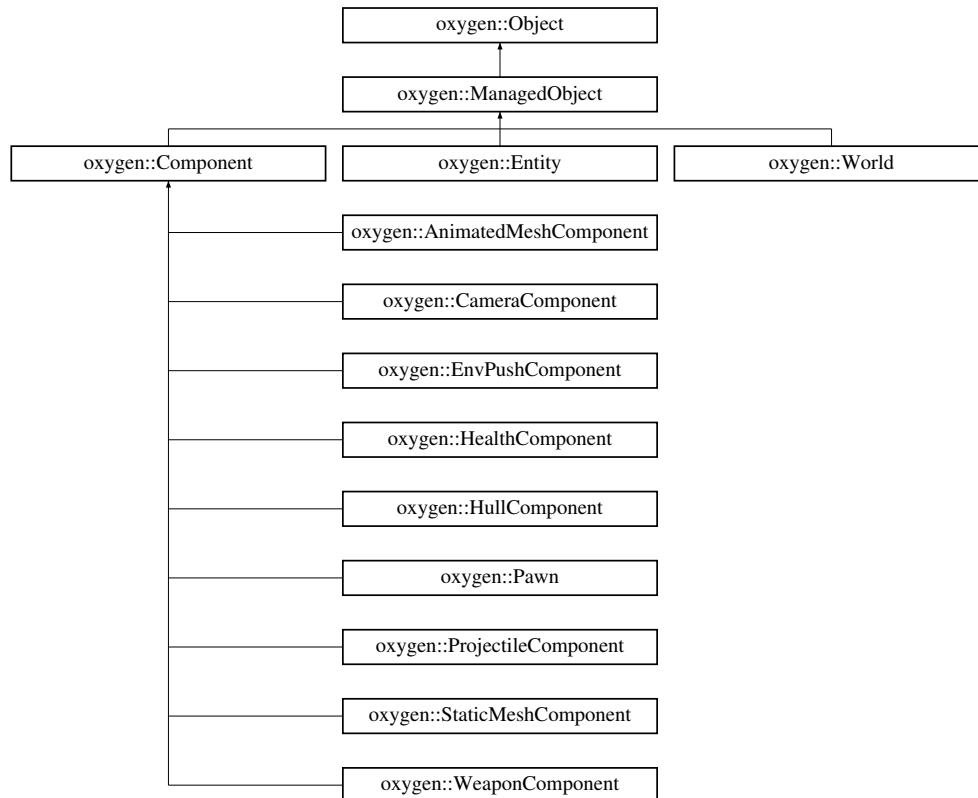 oxygen::Object
oxygen::ManagedObject
oxygen::Component
oxygen::Entity
oxygen::World
oxygen::AnimatedMeshComponent
oxygen::CameraComponent
oxygen::EnvPushComponent
oxygen::HealthComponent
oxygen::HullComponent
oxygen::Pawn
oxygen::ProjectileComponent
oxygen::StaticMeshComponent
oxygen::WeaponComponent